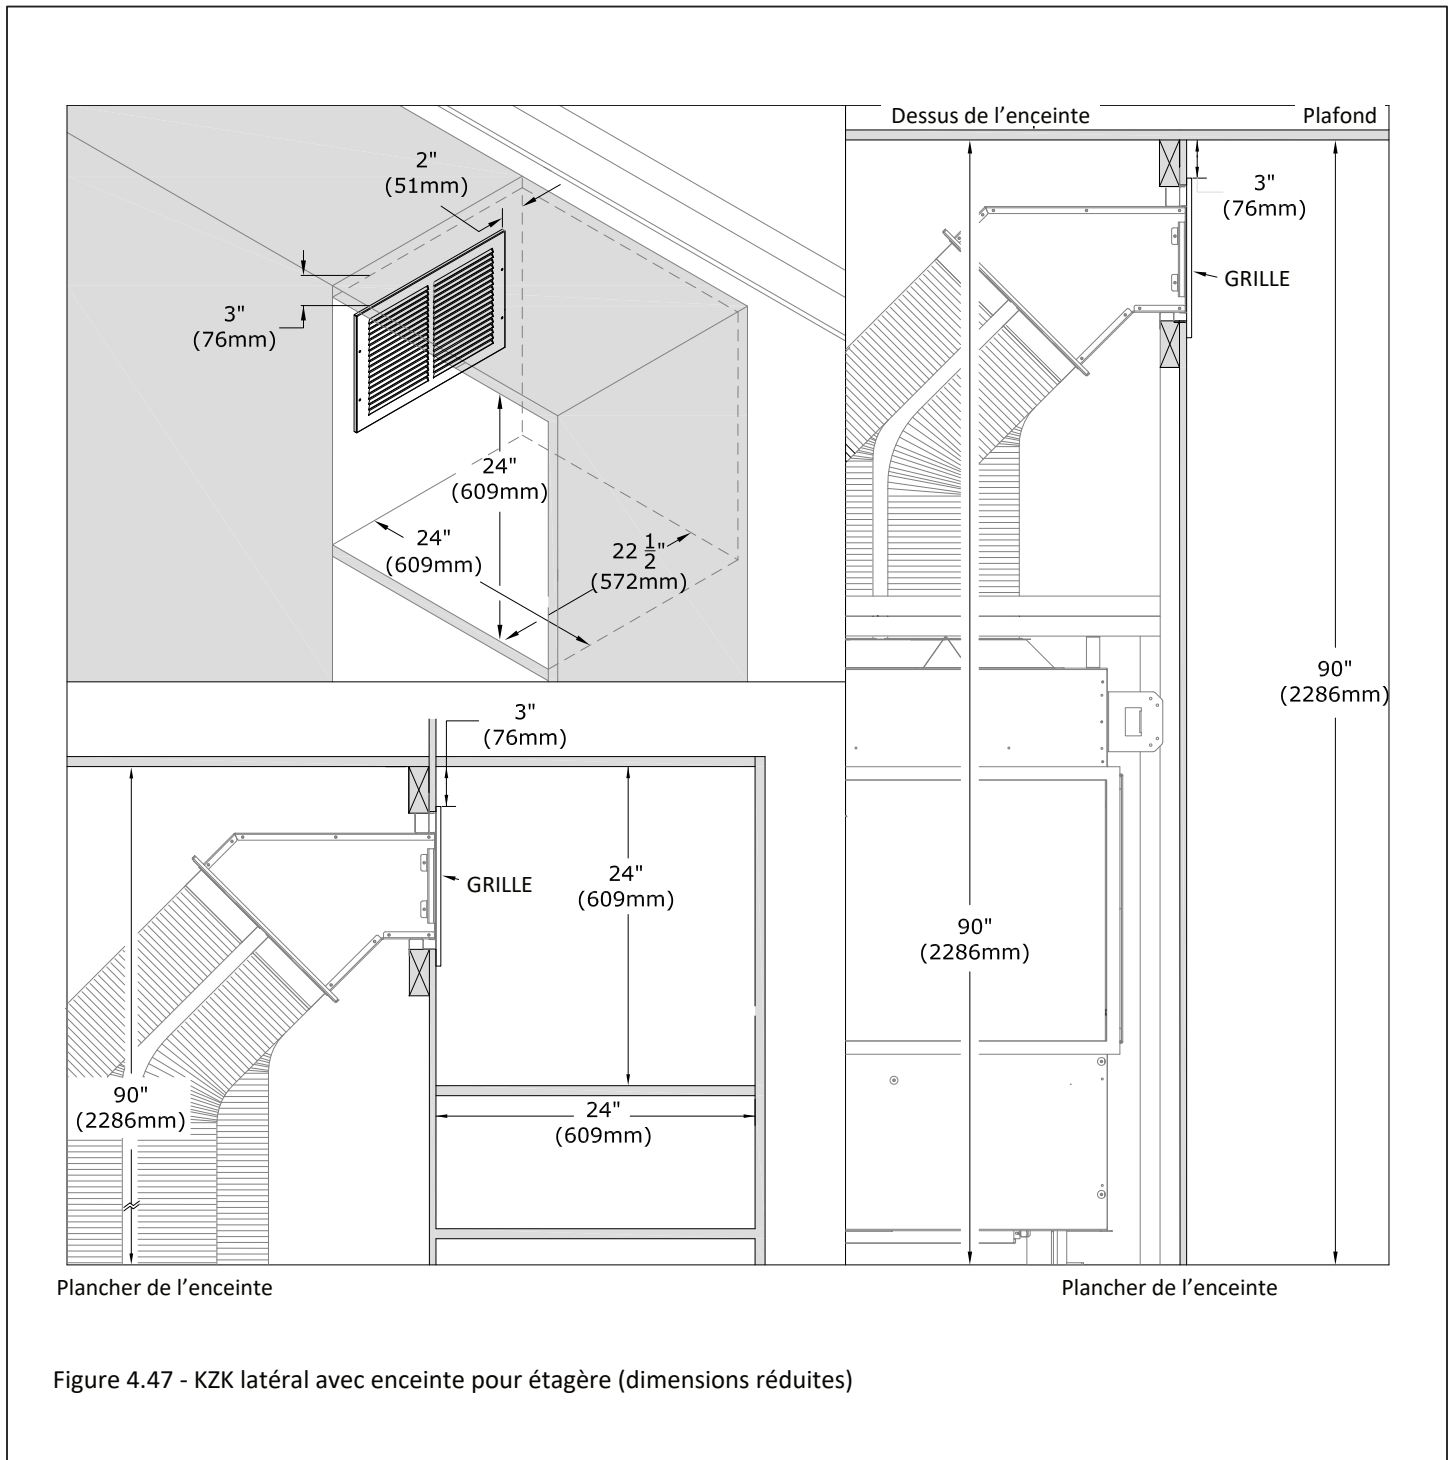 2"
(51mm)
3"
(76mm)
24"
(609mm)
24"
(609mm)
22 1/2"
(572mm)
Dessus de l’enceinte
Plafond
3"
(76mm)
GRILLE
90"
(2286mm)
90"
(2286mm)
3"
(76mm)
GRILLE
24"
(609mm)
90"
(2286mm)
24"
(609mm)
Plancher de l’enceinte
Plancher de l’enceinte
Figure 4.47 - KZK latéral avec enceinte pour étagère (dimensions réduites)